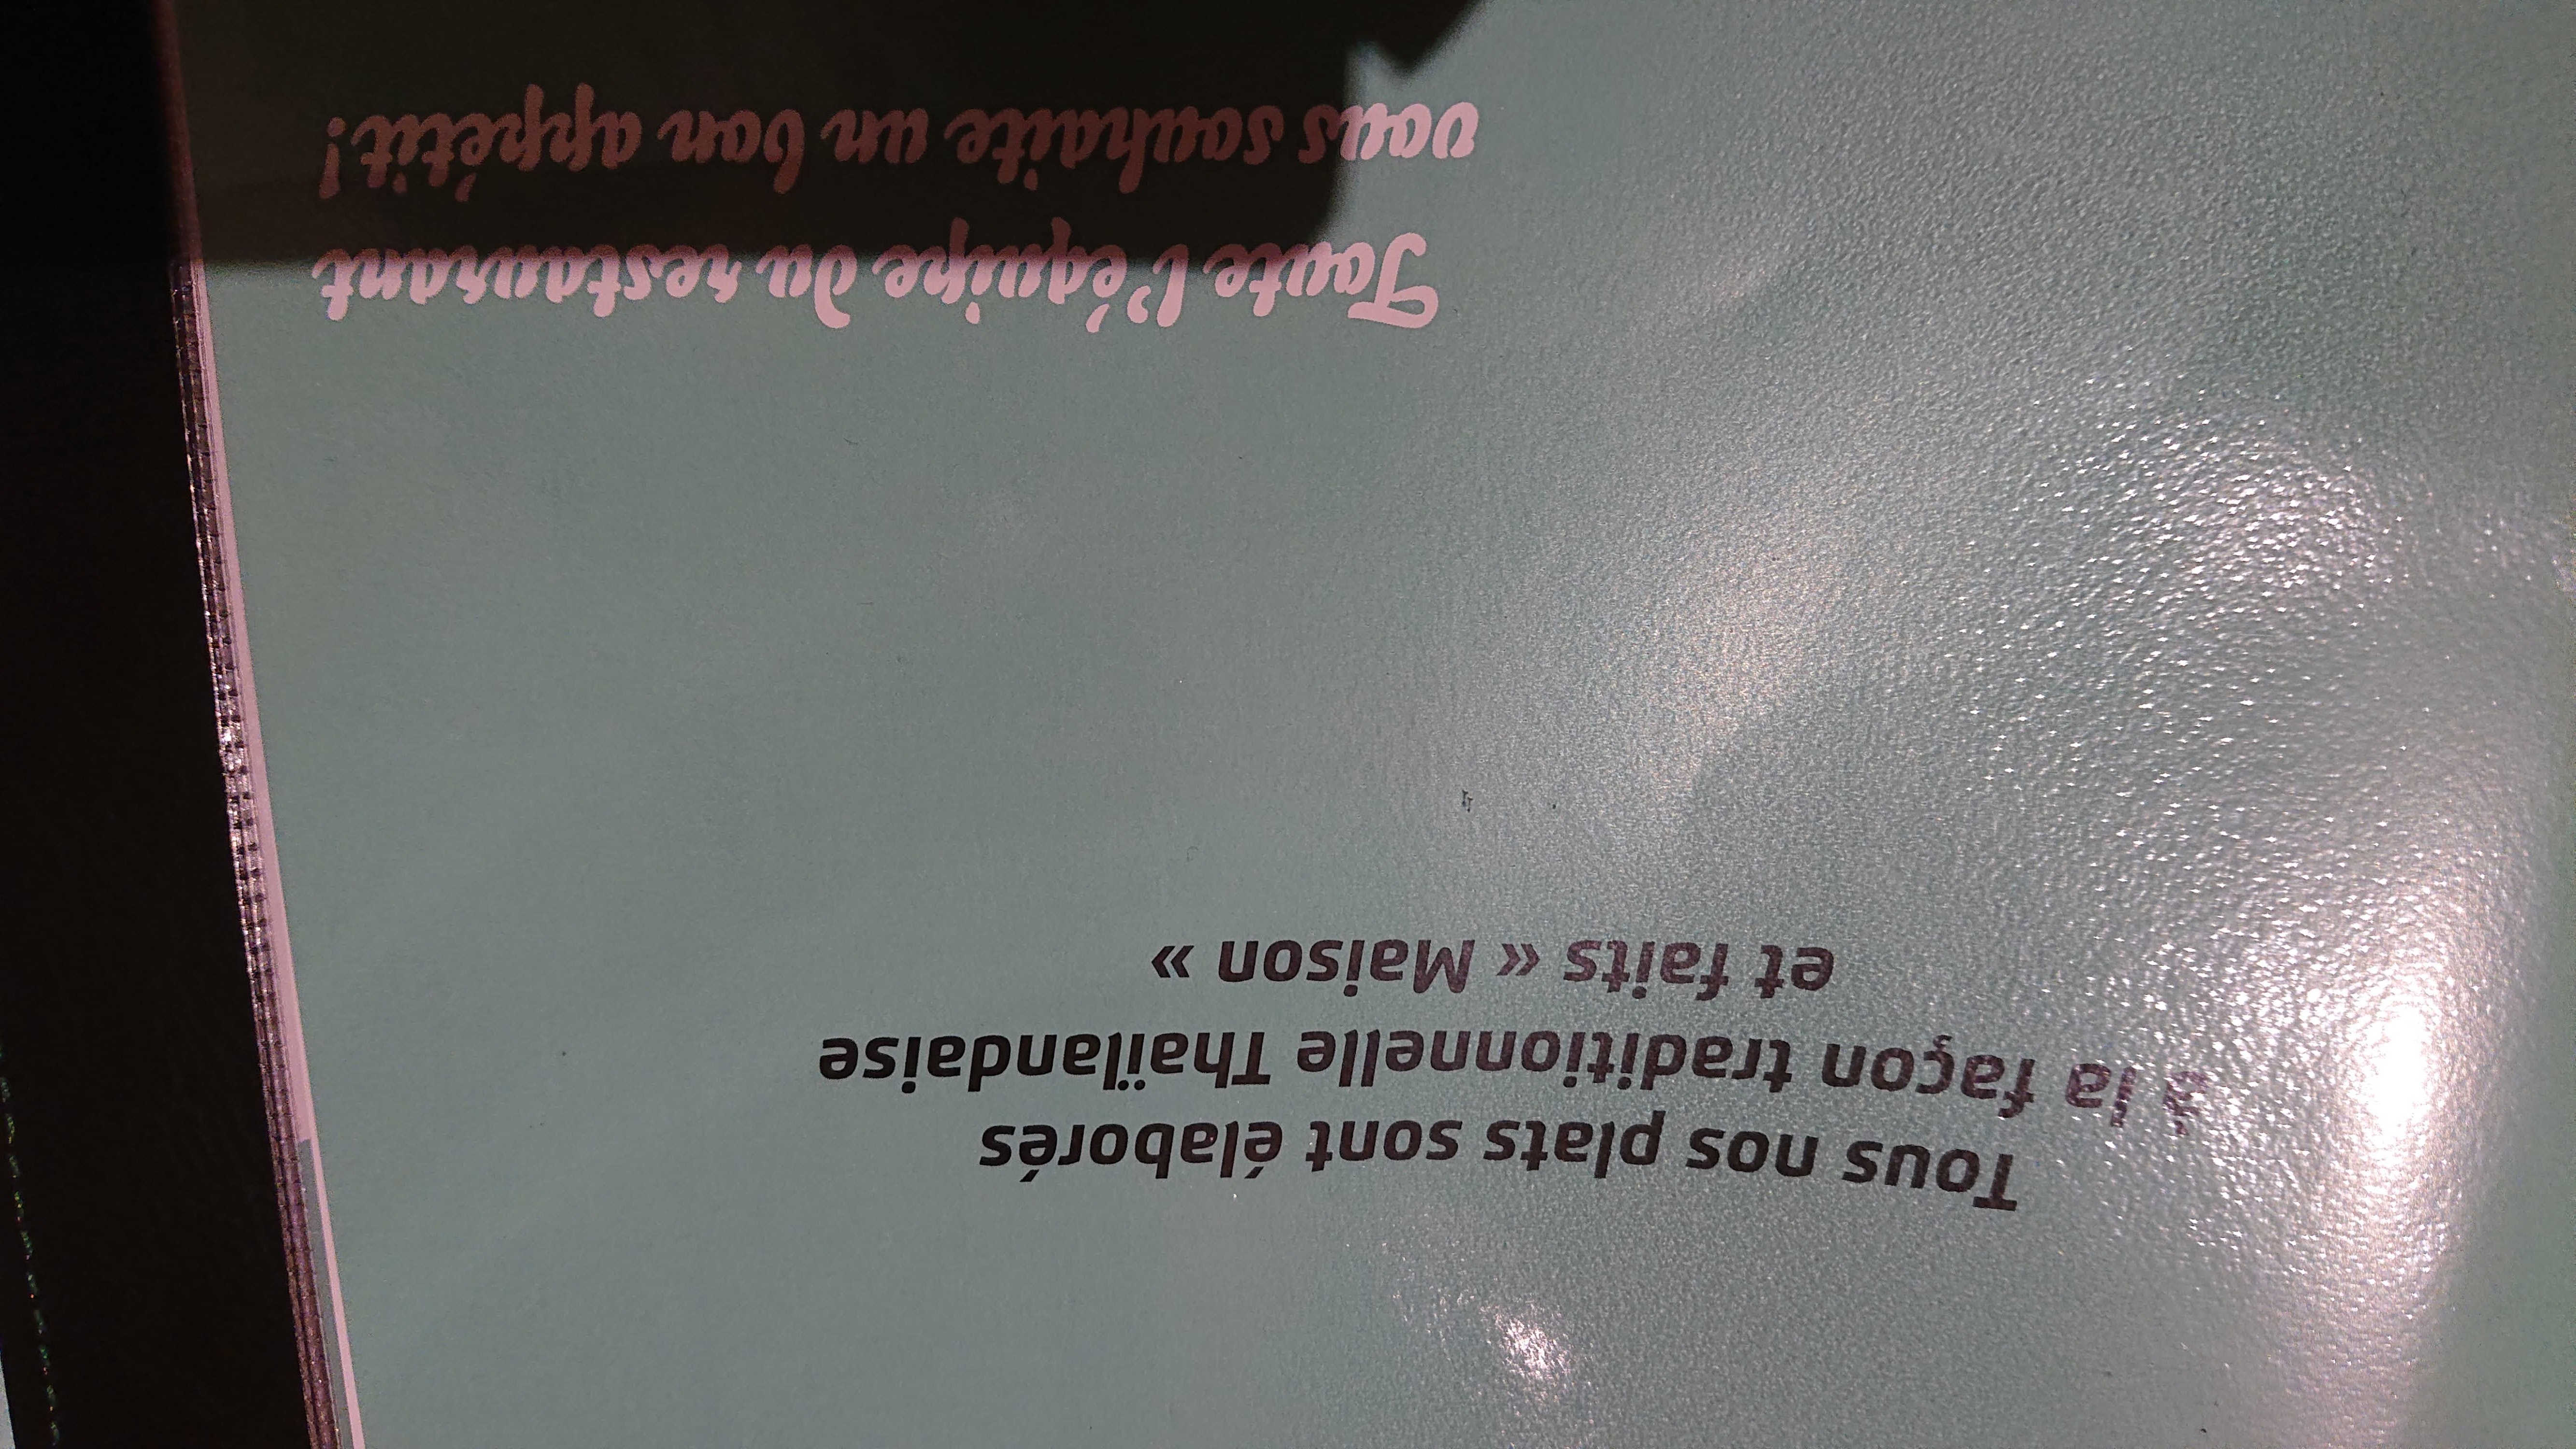 Tous nos plats sont élaborés
à la façon traditionnelle Thaïlandaise
et faits « Maison »
Toute l'équipe du restaurant
vous souhaite un bon appétit!